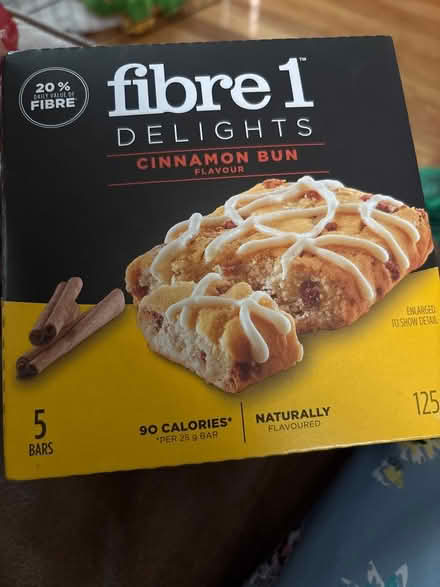 20%
DAILY VALUE OF
FIBRE
fibre 1™
DELIGHTS
CINNAMON BUN
FLAVOUR
ENLARGED
TO SHOW DETAIL
5
BARS
90 CALORIES*
*PER 25 g BAR
NATURALLY
FLAVOURED
125